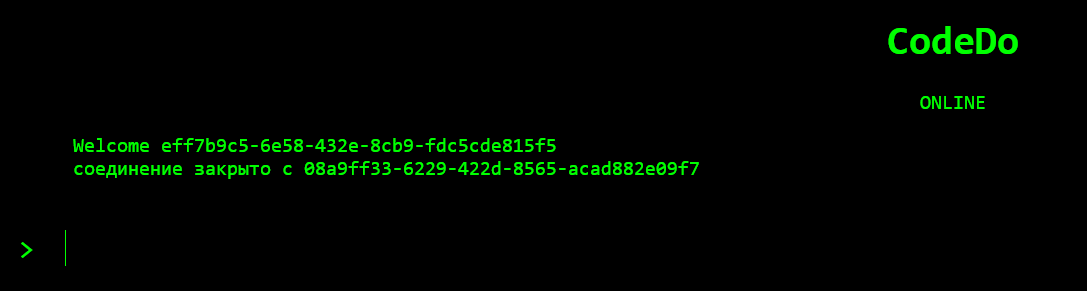 CodeDo
ONLINE
Welcome eff7b9c5-6e58-432e-8cb9-fdc5cde815f5
соединение закрыто с 08a9ff33-6229-422d-8565-acad882e09f7
>